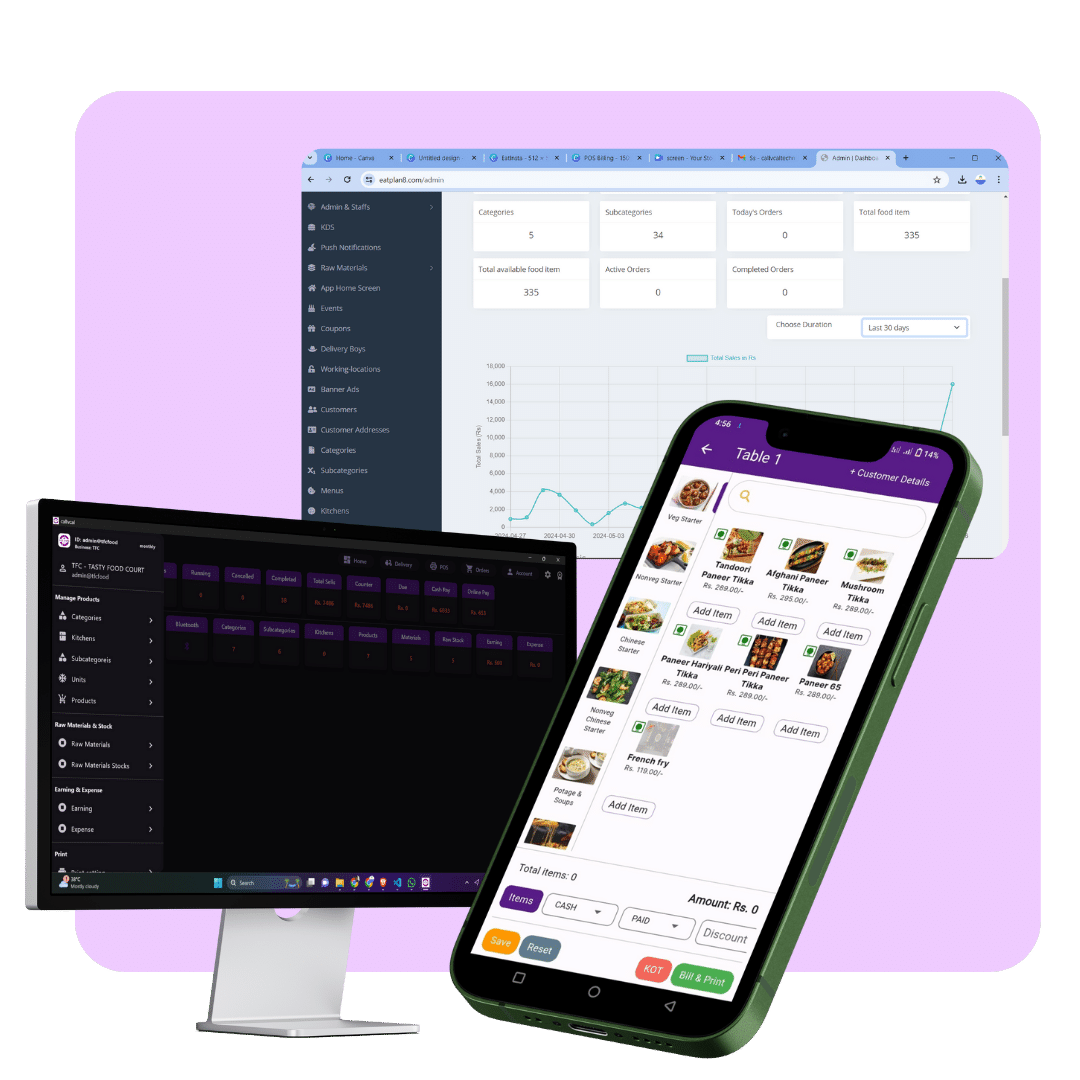 Home - Canva
Untitled design
Eatinda - 512 ×
POS Billing - 150
screen - Your Sto
Admin | Dashboa
eatplan8.com/admin
Admin & Staffs
KDS
Push Notifications
Raw Materials
App Home Screen
Events
Coupons
Delivery Boys
Working-locations
Banner Ads
Customers
Customer Addresses
Categories
Subcategories
Menus
Kitchens
Categories
5
Subcategories
34
Today's Orders
0
Total food item
335
Total available food item
335
Active Orders
0
Completed Orders
0
Choose Duration
Last 30 days
Total Sales in Rs
Total Sales (Rs)
18,000
16,000
14,000
12,000
10,000
8,000
6,000
4,000
2,000
2024-04-27
2024-04-30
2024-05-03
callvcal
ID: admin@tfcfood
Business: TFC
monthly
TFC - TASTY FOOD COURT
admin@tfcfood
Manage Products
Categories
Kitchens
Subcategoreis
Units
Products
Raw Materials & Stock
Raw Materials
Raw Materials Stocks
Earning & Expense
Earning
Expense
Print
Home
Delivery
POS
Orders
Account
Running
Cancelled
Completed
Total Sells
Counter
Due
Cash Pay
Online Pay
Bluetooth
Categories
Subcategories
Kitchens
Products
Materials
Raw Stock
Earning
Expense
38°C
Mostly cloudy
Search
4:56
14%
Table 1
+ Customer Details
Veg Starter
Nonveg Starter
Chinese
Starter
Nonveg
Chinese
Starter
Potage &
Soups
Tandoori
Paneer Tikka
Rs. 289.00/-
Add Item
Afghani Paneer
Tikka
Rs. 295.00/-
Add Item
Mushroom
Tikka
Rs. 289.00/-
Add Item
Paneer Hariyali
Tikka
Rs. 289.00/-
Add Item
Peri Peri Paneer
Tikka
Rs. 289.00/-
Add Item
Paneer 65
Rs. 289.00/-
Add Item
French fry
Rs. 119.00/-
Add Item
Total items: 0
Amount: Rs. 0
Items
CASH
PAID
Discount
Save
Reset
KOT
Bill & Print